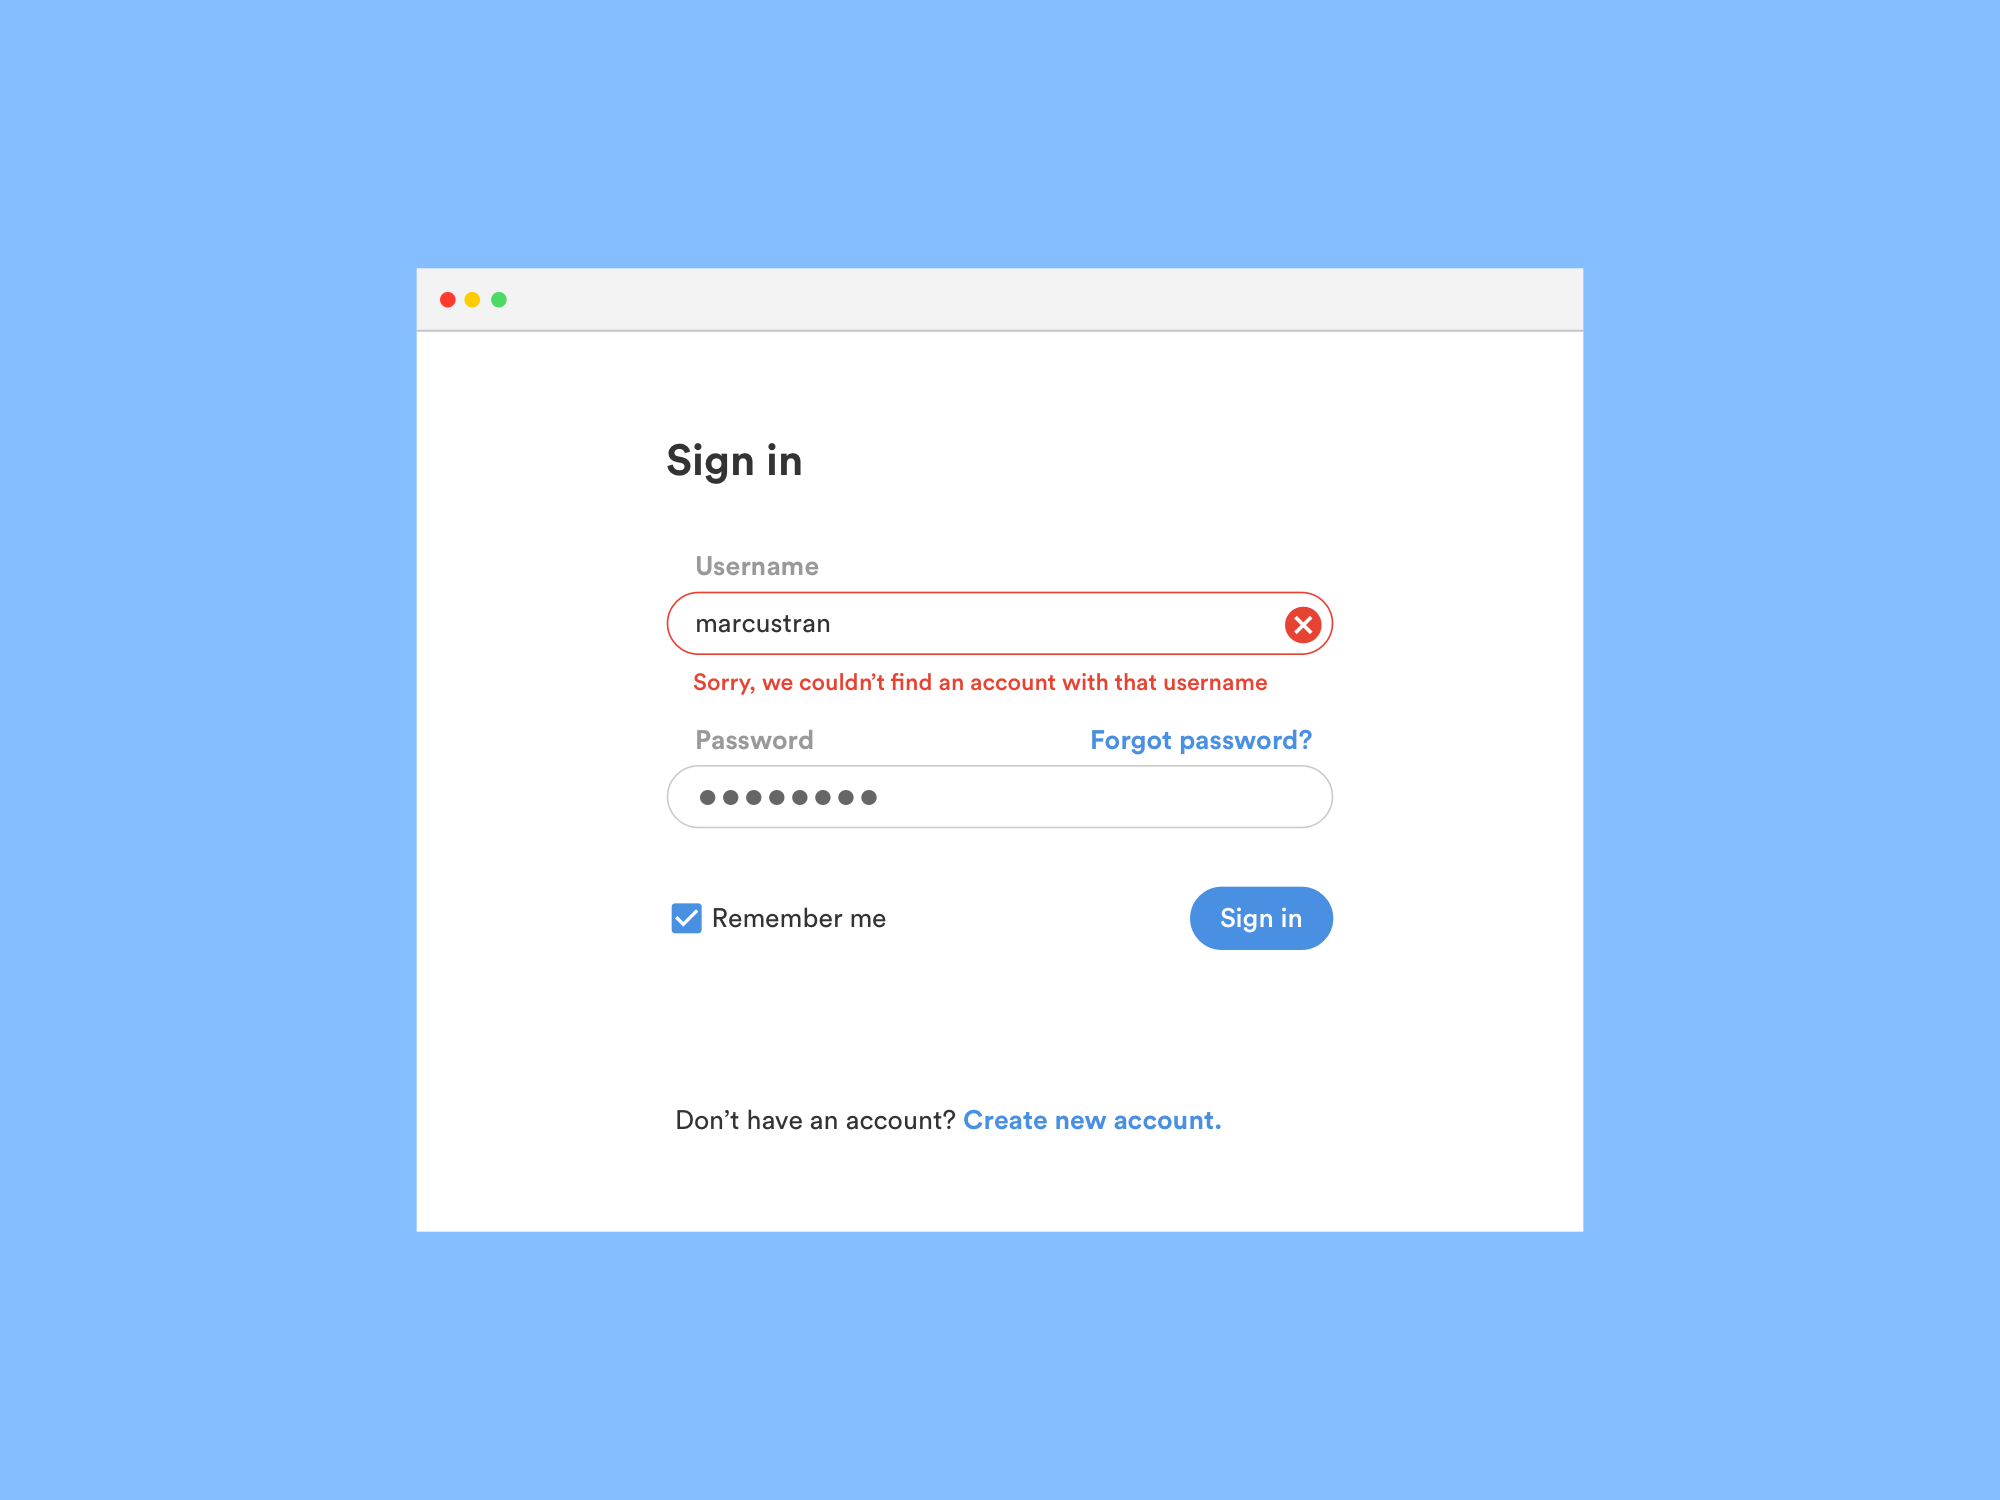 Sign in
Username
marcustran
Sorry, we couldn’t find an account with that username
Password Forgot password?
Remember me Sign in
Don’t have an account? Create new account.